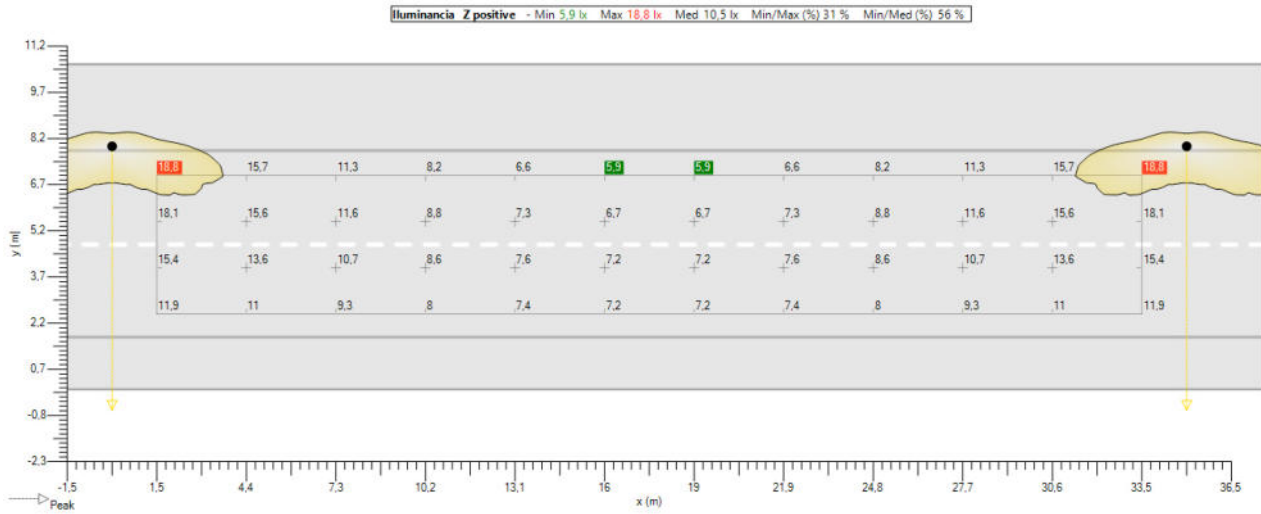 Iluminancia Z positive - Min 5,9 lx Max 18,8 lx Med 10,5 lx Min/Max (%) 31 % Min/Med (%) 56 %
11,2
9,7
8,2
18,8 15,7 11,3 8,2 6,6 5,9 5,9 6,6 8,2 11,3 15,7 18,8
6,7
18,1 15,6 11,6 8,8 7,3 6,7 6,7 7,3 8,8 11,6 15,6 18,1
5,2
y (m)
15,4 13,6 10,7 8,6 7,6 7,2 7,2 7,6 8,6 10,7 13,6 15,4
3,7
11,9 11 9,3 8 7,4 7,2 7,2 7,4 8 9,3 11 11,9
2,2
0,7
-0,8
-2,3
-1,5 1,5 4,4 7,3 10,2 13,1 16 19 21,9 24,8 27,7 30,6 33,5 36,5
x (m)
Peak